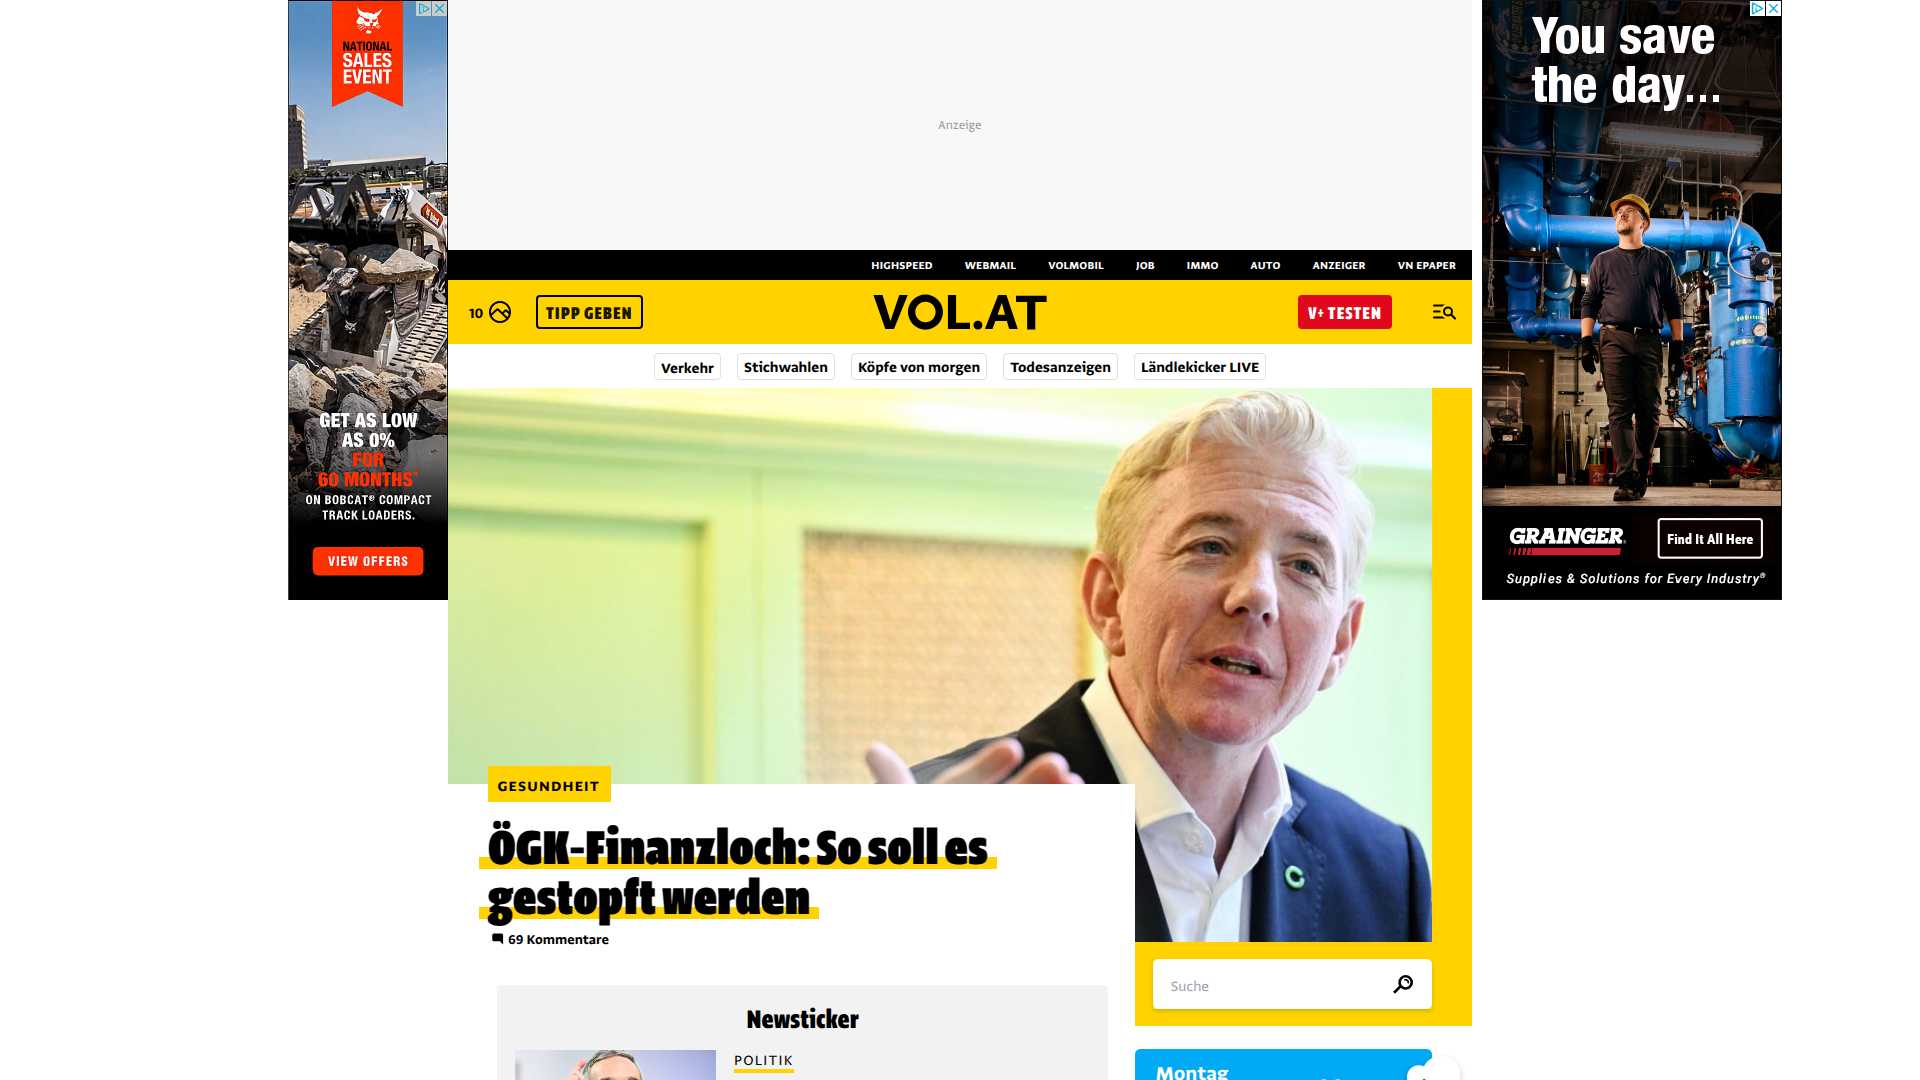 NATIONAL
SALES
EVENT
GET AS LOW
AS 0%
FOR
60 MONTHS*
ON BOBCAT® COMPACT
TRACK LOADERS.
VIEW OFFERS
Anzeige
HIGHSPEED WEBMAIL VOLMOBIL JOB IMMO AUTO ANZEIGER VN EPAPER
10 TIPP GEBEN VOL.AT V+ TESTEN
Verkehr Stichwahlen Köpfe von morgen Todesanzeigen Ländlekicker LIVE
GESUNDHEIT
ÖGK-Finanzloch: So soll es
gestopft werden
69 Kommentare
Newsticker
POLITIK
Suche
Montag
You save
the day...
GRAINGER®
Find It All Here
Supplies & Solutions for Every Industry®